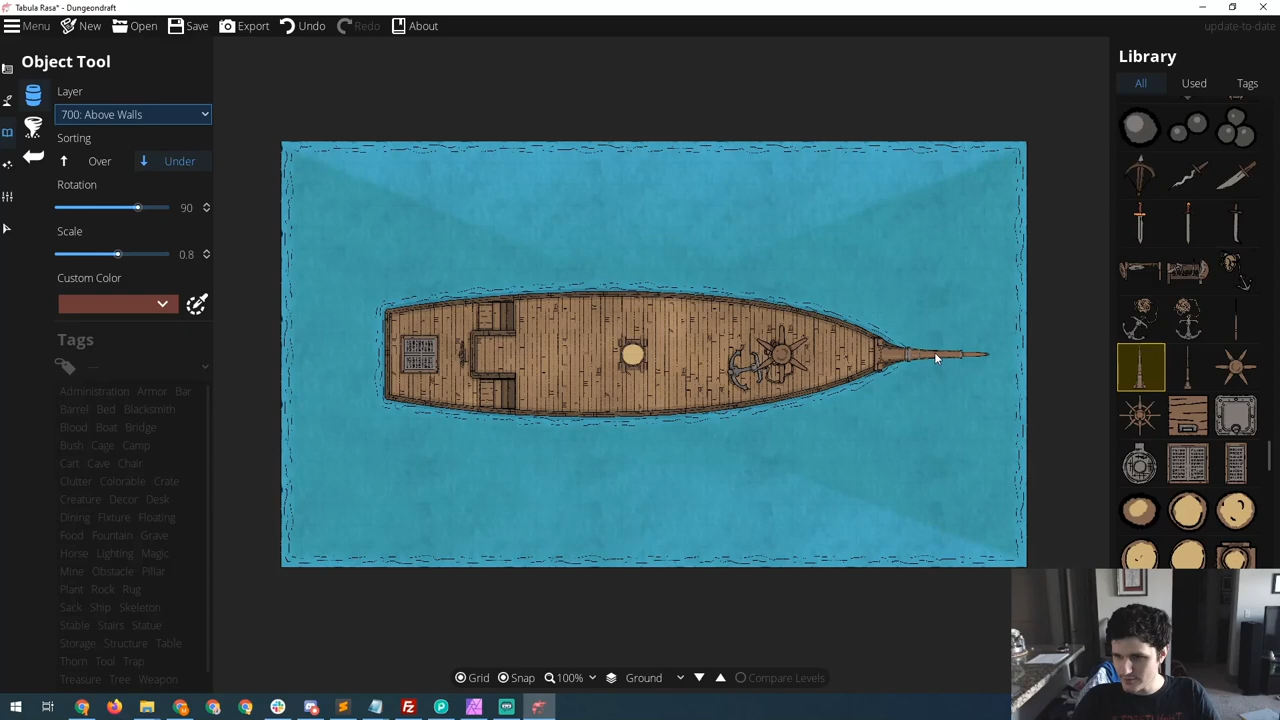 Tabula Rasa* - Dungeondraft
Menu New Open Save Export Undo Redo About update-to-date
Object Tool
Layer
700: Above Walls
Sorting
Over Under
Rotation
90
Scale
0.8
Custom Color
Tags
---
Administration Armor Bar
Barrel Bed Blacksmith
Blood Boat Bridge
Bush Cage Camp
Cart Cave Chair
Clutter Colorable Crate
Creature Decor Desk
Dining Fixture Floating
Food Fountain Grave
Horse Lighting Magic
Mine Obstacle Pillar
Plant Rock Rug
Sack Ship Skeleton
Stable Stairs Statue
Storage Structure Table
Thorn Tool Trap
Treasure Tree Weapon
Library
All Used Tags
Grid Snap 100% Ground Compare Levels